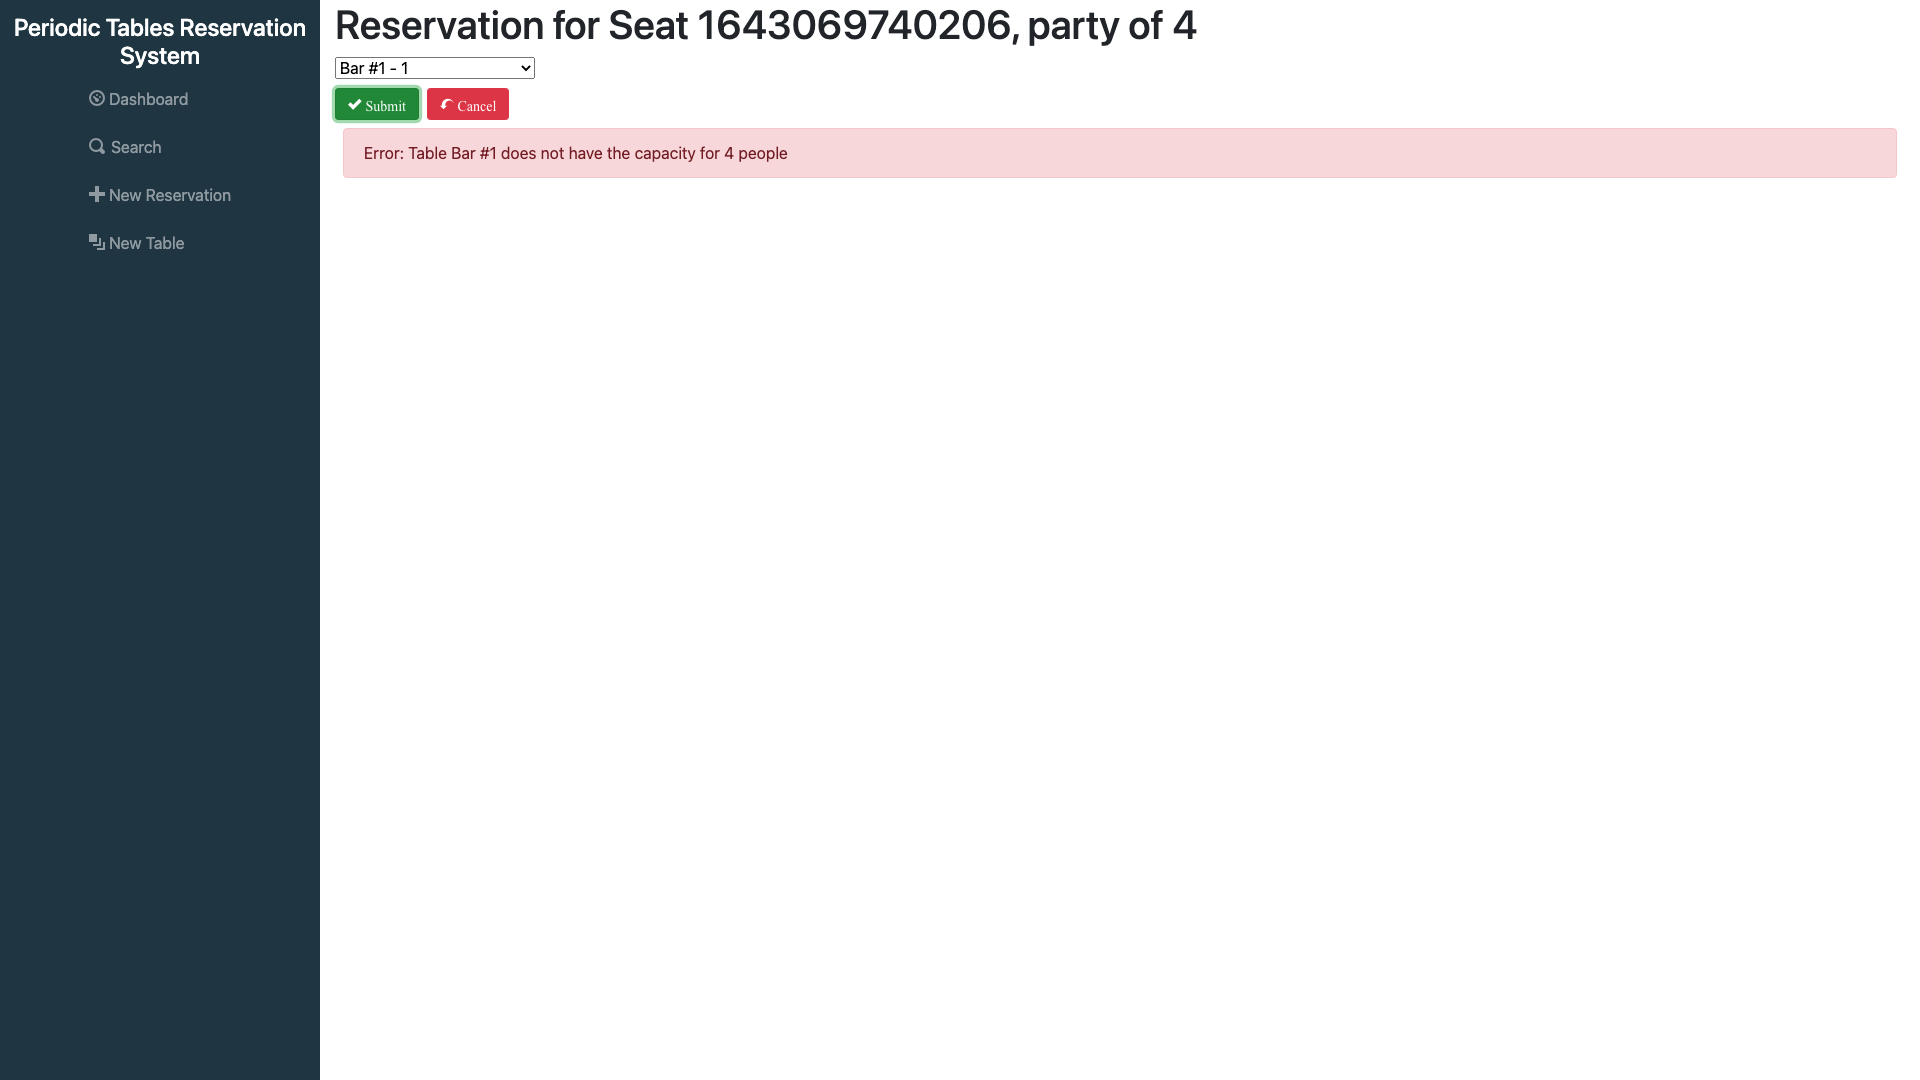 Periodic Tables Reservation
System
Dashboard
Search
New Reservation
New Table
Reservation for Seat 1643069740206, party of 4
Bar #1 - 1
Submit Cancel
Error: Table Bar #1 does not have the capacity for 4 people